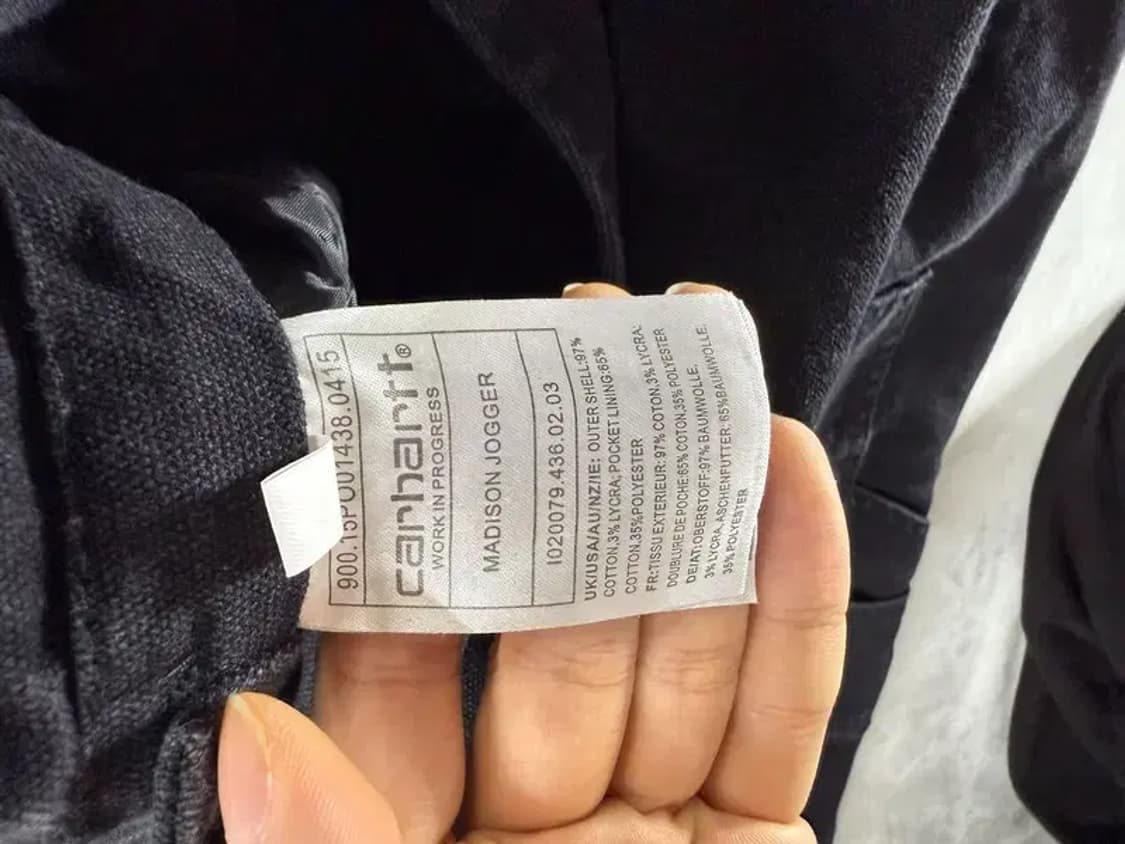 900.15PO01438.0415
carhartt®
WORK IN PROGRESS
MADISON JOGGER
I020079.436.02.03
UK/USA/AU/NZ/IE: OUTER SHELL:97%
COTTON,3% LYCRA; POCKET LINING:65%
COTTON,35%POLYESTER
FR:TISSU EXTERIEUR: 97% COTON,3% LYCRA:
DOUBLURE DE POCHE:65% COTON,35% POLYESTER
DE/AT:OBERSTOFF:97% BAUMWOLLE,
3% LYCRA, ASCHENFUTTER: 65%BAUMWOLLE.
35% POLYESTER